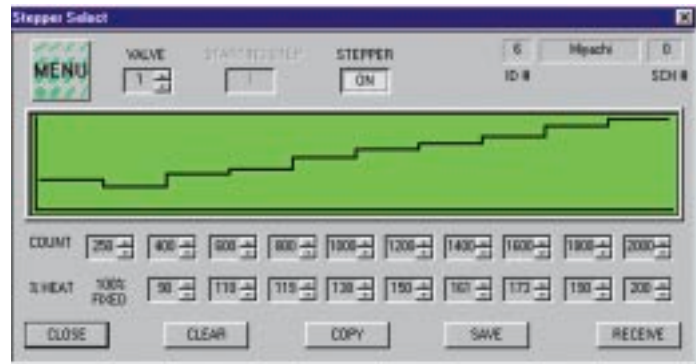 Stepper Select
MENU
VALVE
1
STEPPER
ON
6 Miyachi 0
ID # SCH #
COUNT 250 400 600 800 1000 1200 1400 1600 1800 2000
% HEAT 100% FIXED 90 110 115 130 150 161 173 190 200
CLOSE CLEAR COPY SAVE RECEIVE